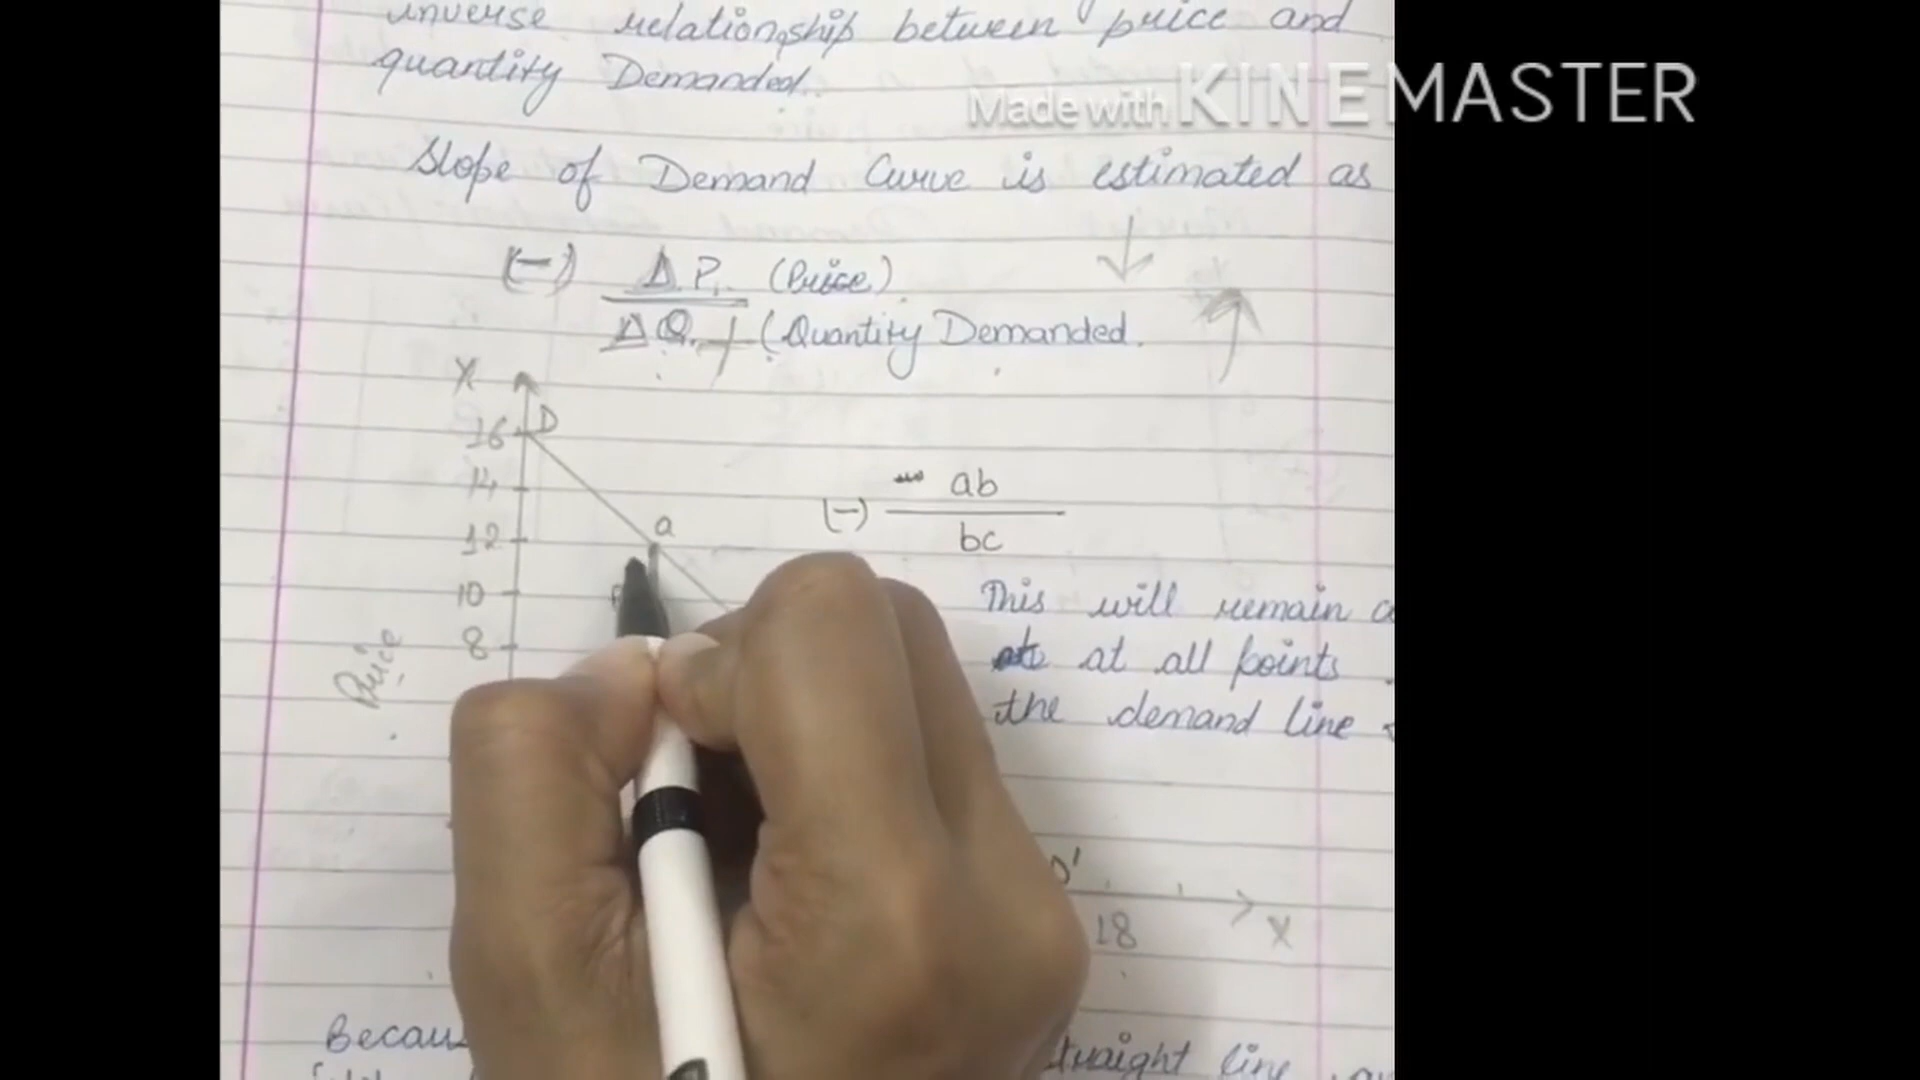 inverse relationship between price and
quantity Demanded.
Made with KINEMASTER
Slope of Demand Curve is estimated as
(-) ΔP (Price)
ΔQ (Quantity Demanded.
X
D
16
14
12
10
8
a
Price
(-) ab
bc
This will remain
at all points
the demand line
D'
18
X
straight line